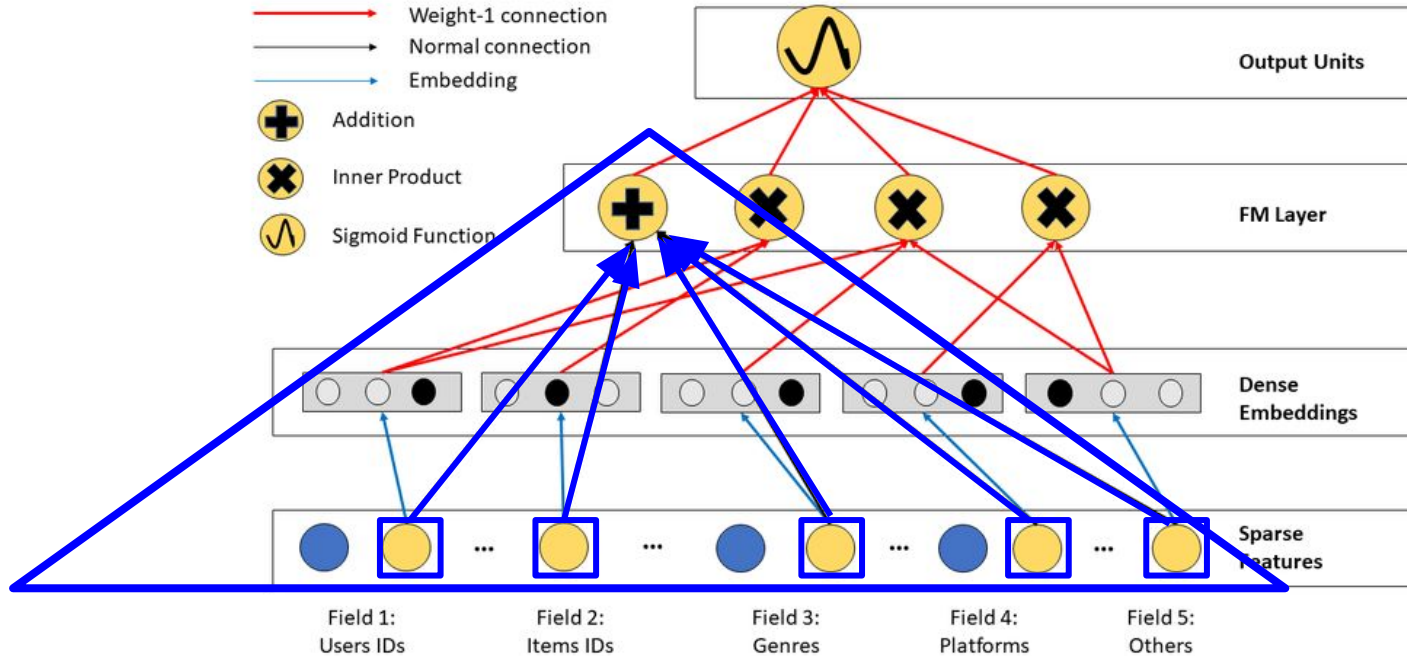 Weight-1 connection
Normal connection
Embedding
Addition
Inner Product
Sigmoid Function
Output Units
FM Layer
Dense
Embeddings
... ... ... ...
Sparse
Features
Field 1:
Users IDs
Field 2:
Items IDs
Field 3:
Genres
Field 4:
Platforms
Field 5:
Others